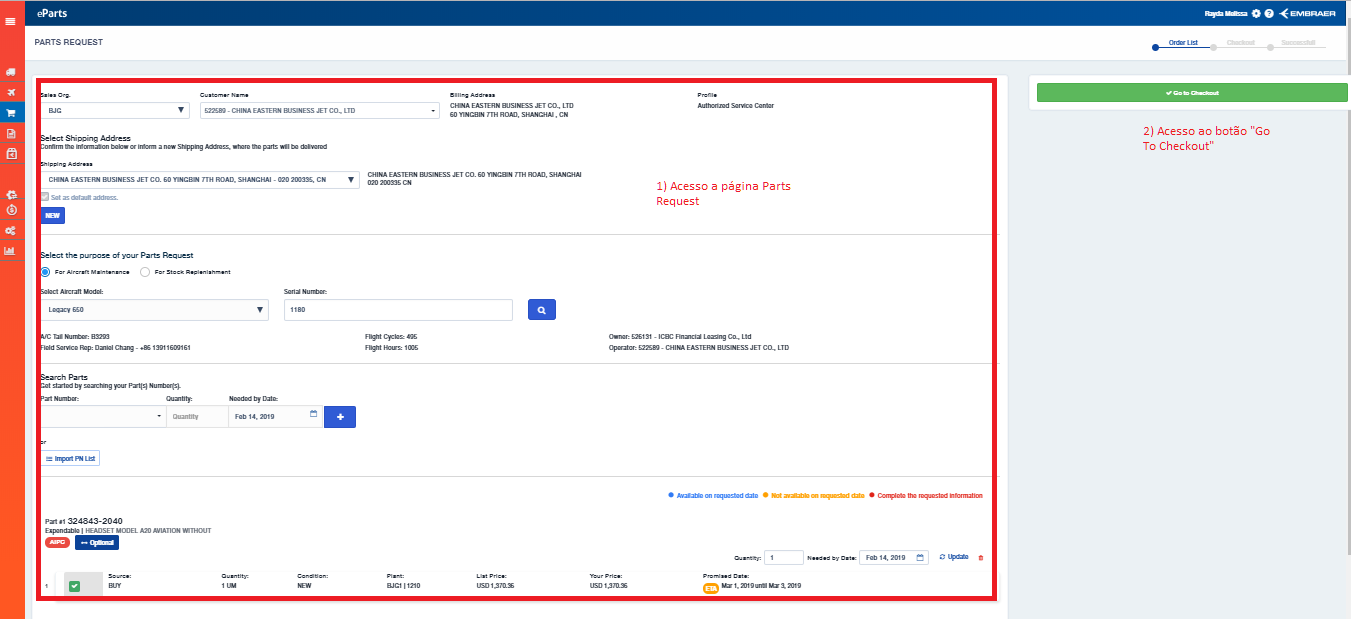 eParts
Rayda Melissa
EMBRAER
PARTS REQUEST
Order List
Checkout
Successfull
Sales Org.
Customer Name
Billing Address
Profile
BJG
522589 - CHINA EASTERN BUSINESS JET CO., LTD
CHINA EASTERN BUSINESS JET CO., LTD
60 YINGBIN 7TH ROAD, SHANGHAI , CN
Authorized Service Center
Go to Checkout
2) Acesso ao botão "Go
To Checkout"
Select Shipping Address
Confirm the information below or inform a new Shipping Address, where the parts will be delivered
Shipping Address
CHINA EASTERN BUSINESS JET CO. 60 YINGBIN 7TH ROAD, SHANGHAI - 020 200335, CN
CHINA EASTERN BUSINESS JET CO. 60 YINGBIN 7TH ROAD, SHANGHAI
020 200335 CN
Set as default address.
NEW
1) Acesso a página Parts
Request
Select the purpose of your Parts Request
For Aircraft Maintenance
For Stock Replenishment
Select Aircraft Model:
Serial Number:
Legacy 650
1180
A/C Tail Number: B3293
Flight Cycles: 495
Owner: 526131 - ICBC Financial Leasing Co., Ltd
Field Service Rep: Daniel Chang - +86 13911609161
Flight Hours: 1005
Operator: 522589 - CHINA EASTERN BUSINESS JET CO., LTD
Search Parts
Get started by searching your Part(s) Number(s).
Part Number:
Quantity:
Needed by Date:
Quantity
Feb 14, 2019
or
Import PN List
Available on requested date
Not available on requested date
Complete the requested information
Part #1 324843-2040
Expendable | HEADSET MODEL A20 AVIATION WITHOUT
AIPC
Optional
Quantity:
1
Needed by Date:
Feb 14, 2019
Update
Source:
Quantity:
Condition:
Plant:
List Price:
Your Price:
Promised Date:
1
BUY
1 UM
NEW
BJG1 | 1210
USD 1,370.36
USD 1,370.36
ETA
Mar 1, 2019 until Mar 3, 2019